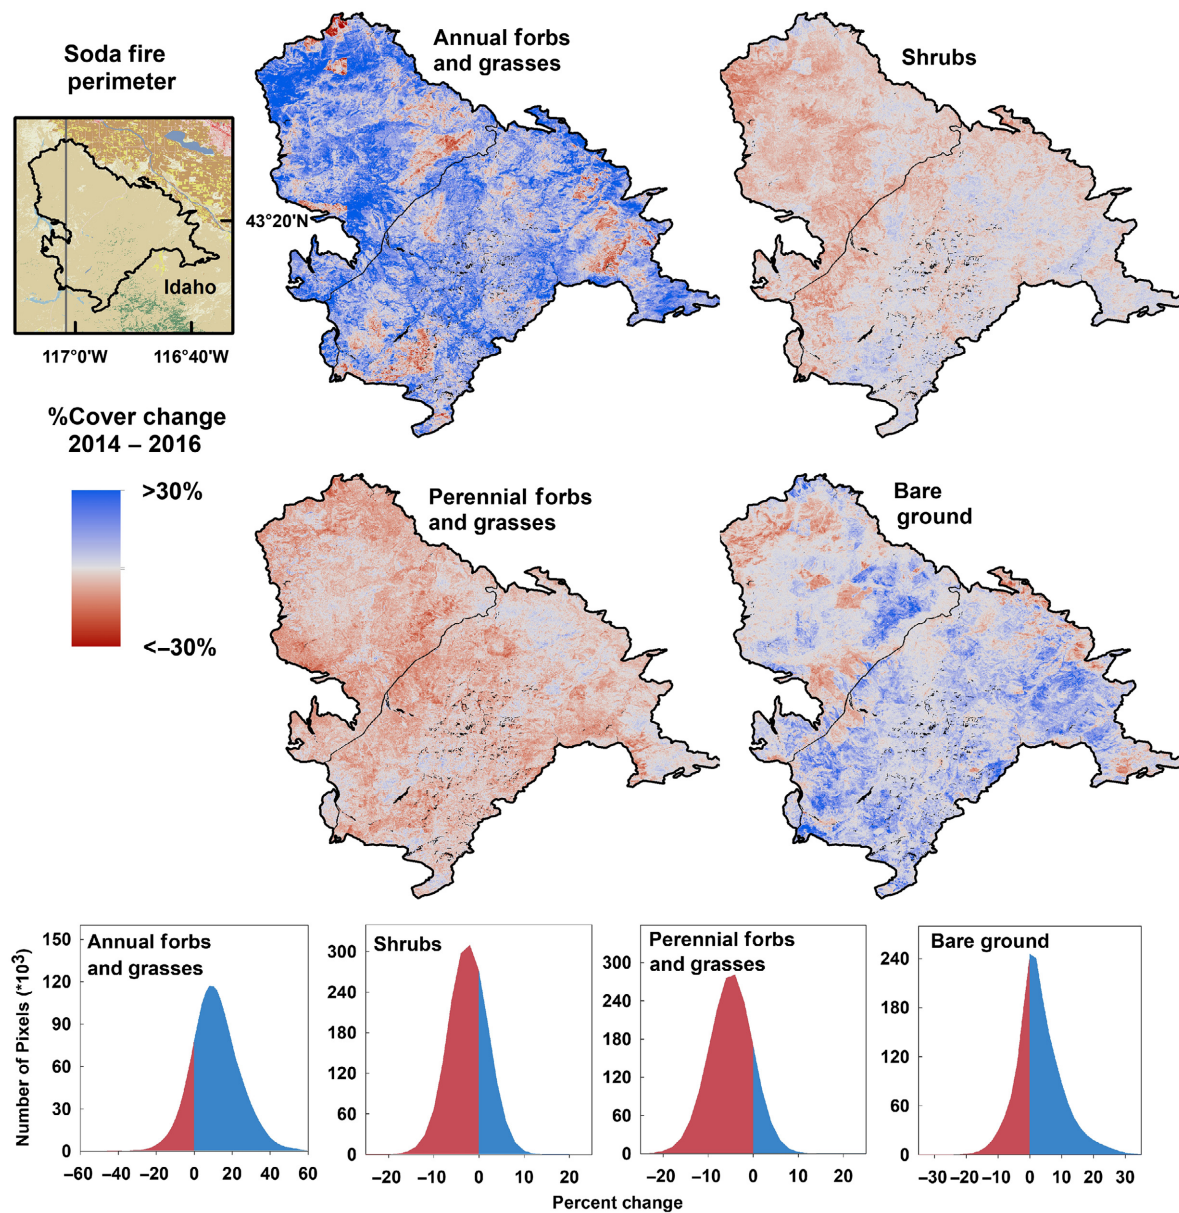 Soda fire
perimeter
Annual forbs
and grasses
Shrubs
43°20'N
Idaho
117°0'W
116°40'W
%Cover change
2014 – 2016
>30%
<–30%
Perennial forbs
and grasses
Bare
ground
Number of Pixels (*10³)
150
120
90
60
30
0
Annual forbs
and grasses
–60
–40
–20
0
20
40
60
300
240
180
120
60
0
Shrubs
–20
–10
0
10
20
300
240
180
120
60
0
Perennial forbs
and grasses
–20
–10
0
10
20
240
180
120
60
0
Bare ground
–30
–20
–10
0
10
20
30
Percent change